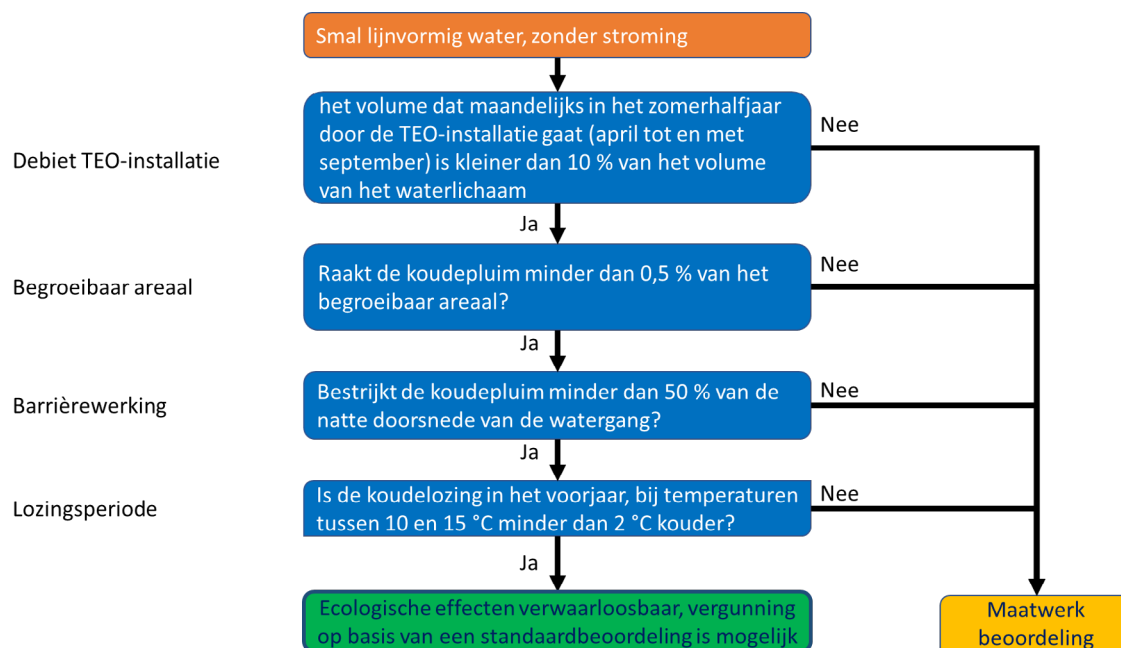 Smal lijnvormig water, zonder stroming
Debiet TEO-installatie
het volume dat maandelijks in het zomerhalfjaar
door de TEO-installatie gaat (april tot en met
september) is kleiner dan 10 % van het volume
van het waterlichaam
Nee
Ja
Begroeibaar areaal
Raakt de koudepluim minder dan 0,5 % van het
begroeibaar areaal?
Nee
Ja
Barrièrewerking
Bestrijkt de koudepluim minder dan 50 % van de
natte doorsnede van de watergang?
Nee
Ja
Lozingsperiode
Is de koudelozing in het voorjaar, bij temperaturen
tussen 10 en 15 °C minder dan 2 °C kouder?
Nee
Ja
Ecologische effecten verwaarloosbaar, vergunning
op basis van een standaardbeoordeling is mogelijk
Maatwerk
beoordeling